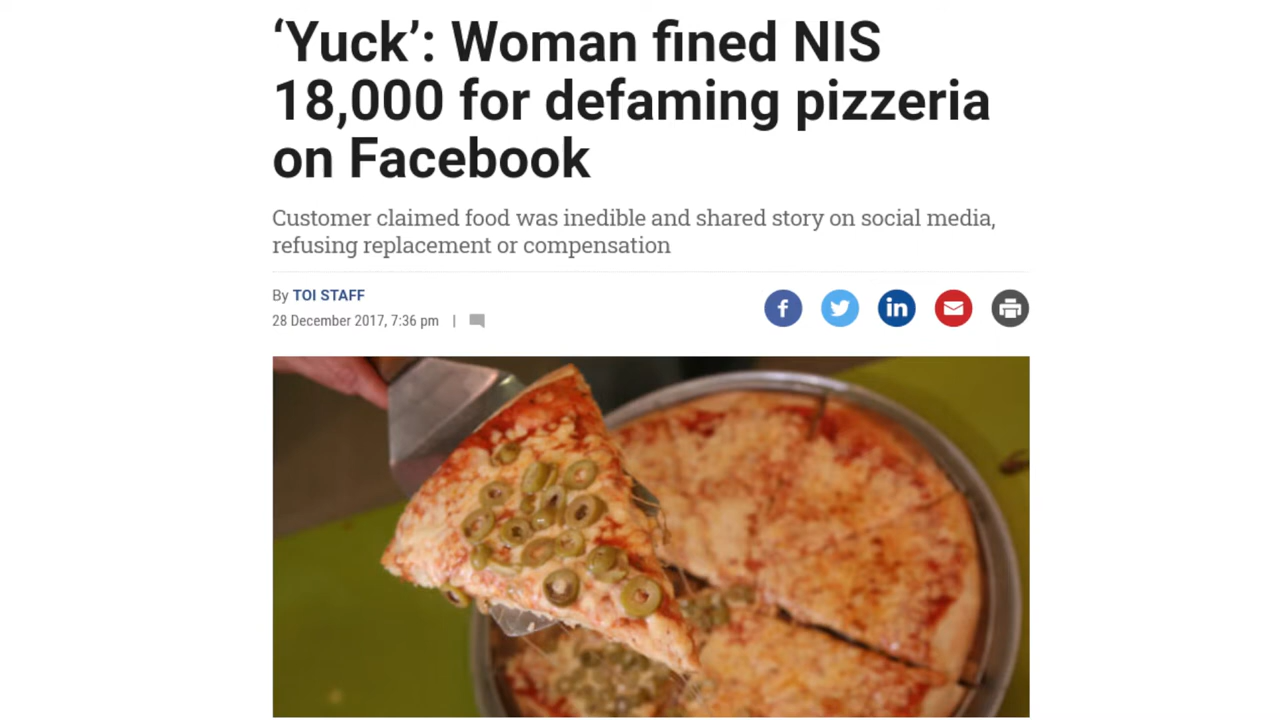 ‘Yuck’: Woman fined NIS
18,000 for defaming pizzeria
on Facebook
Customer claimed food was inedible and shared story on social media,
refusing replacement or compensation
By TOI STAFF
28 December 2017, 7:36 pm |
f
in